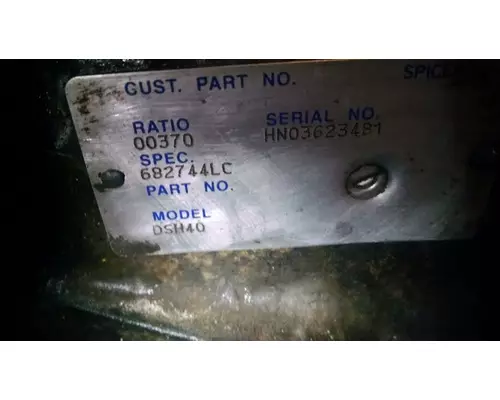 CUST. PART NO.
RATIO
00370
SERIAL NO.
HN03623481
SPEC.
682744LC
PART NO.
MODEL
DSH40